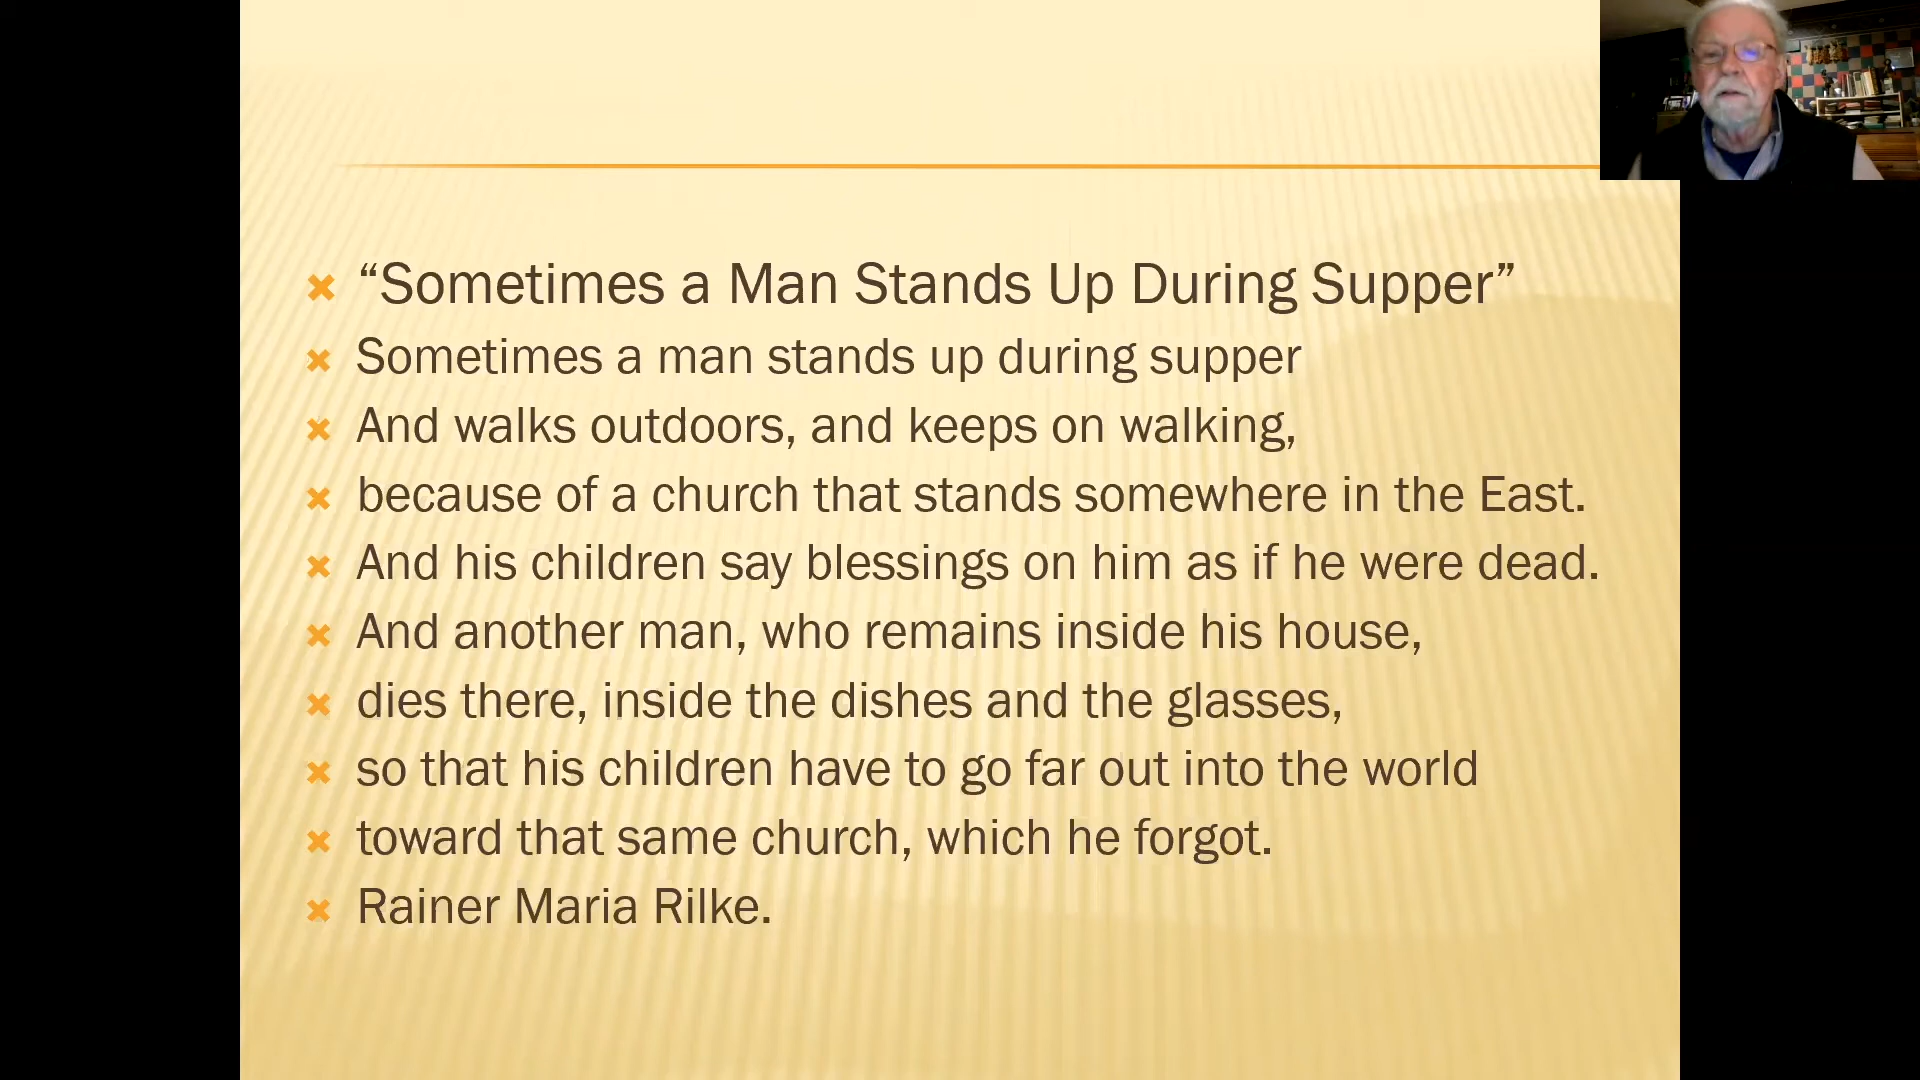 “Sometimes a Man Stands Up During Supper”
Sometimes a man stands up during supper
And walks outdoors, and keeps on walking,
because of a church that stands somewhere in the East.
And his children say blessings on him as if he were dead.
And another man, who remains inside his house,
dies there, inside the dishes and the glasses,
so that his children have to go far out into the world
toward that same church, which he forgot.
Rainer Maria Rilke.